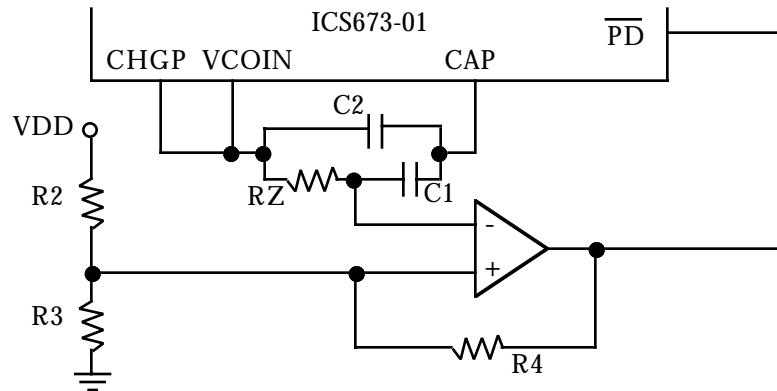 ICS673-01
PD
CHGP VCOIN CAP
C2
VDD
RZ C1
R2
-
+
R3
R4